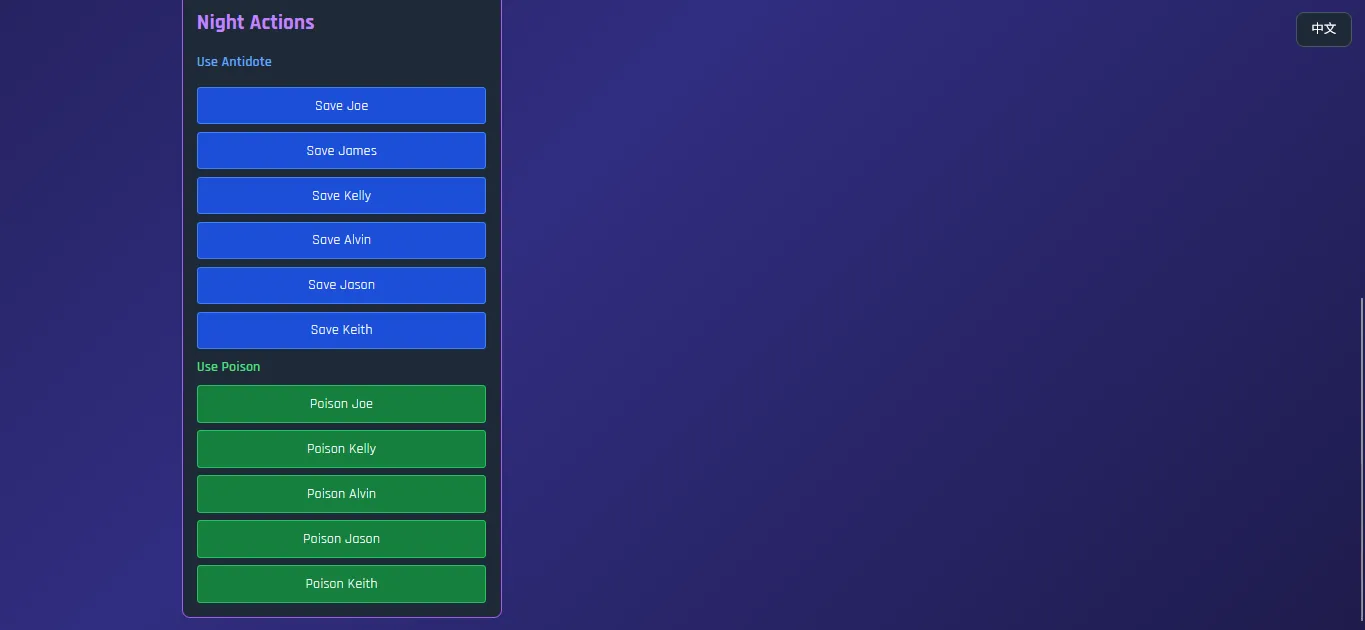 Night Actions
中文
Use Antidote
Save Joe
Save James
Save Kelly
Save Alvin
Save Jason
Save Keith
Use Poison
Poison Joe
Poison Kelly
Poison Alvin
Poison Jason
Poison Keith